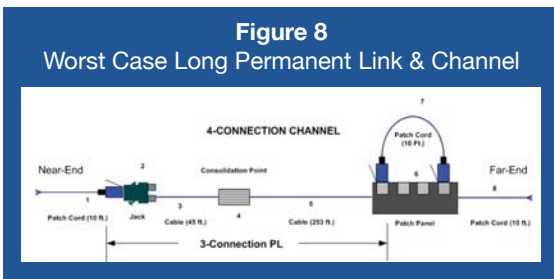 Figure 8
Worst Case Long Permanent Link & Channel
7
4-CONNECTION CHANNEL
Patch Cord
(10 Ft.)
Near-End
2
Consolidation Point
6
Far-End
1
3
5
8
Patch Cord (10 ft.)
Jack
Cable (45 ft.)
4
Cable (253 ft.)
Patch Panel
Patch Cord (10 ft.)
3-Connection PL